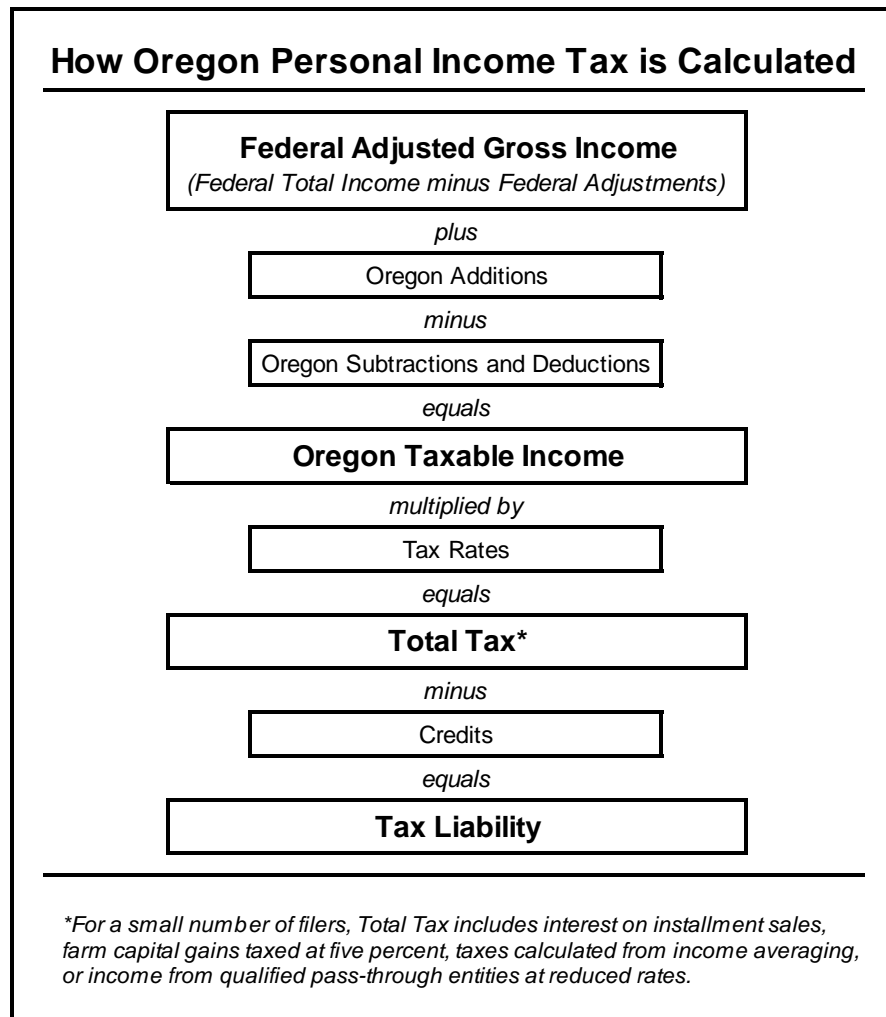 How Oregon Personal Income Tax is Calculated
Federal Adjusted Gross Income
(Federal Total Income minus Federal Adjustments)
plus
Oregon Additions
minus
Oregon Subtractions and Deductions
equals
Oregon Taxable Income
multiplied by
Tax Rates
equals
Total Tax*
minus
Credits
equals
Tax Liability
*For a small number of filers, Total Tax includes interest on installment sales,
farm capital gains taxed at five percent, taxes calculated from income averaging,
or income from qualified pass-through entities at reduced rates.